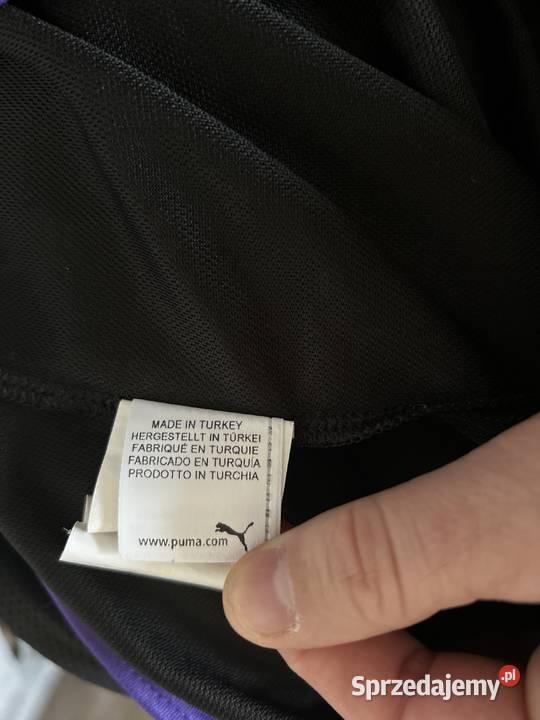 MADE IN TURKEY
HERGESTELLT IN TÜRKEI
FABRIQUÉ EN TURQUIE
FABRICADO EN TURQUÍA
PRODOTTO IN TURCHIA
www.puma.com
Sprzedajemy.pl